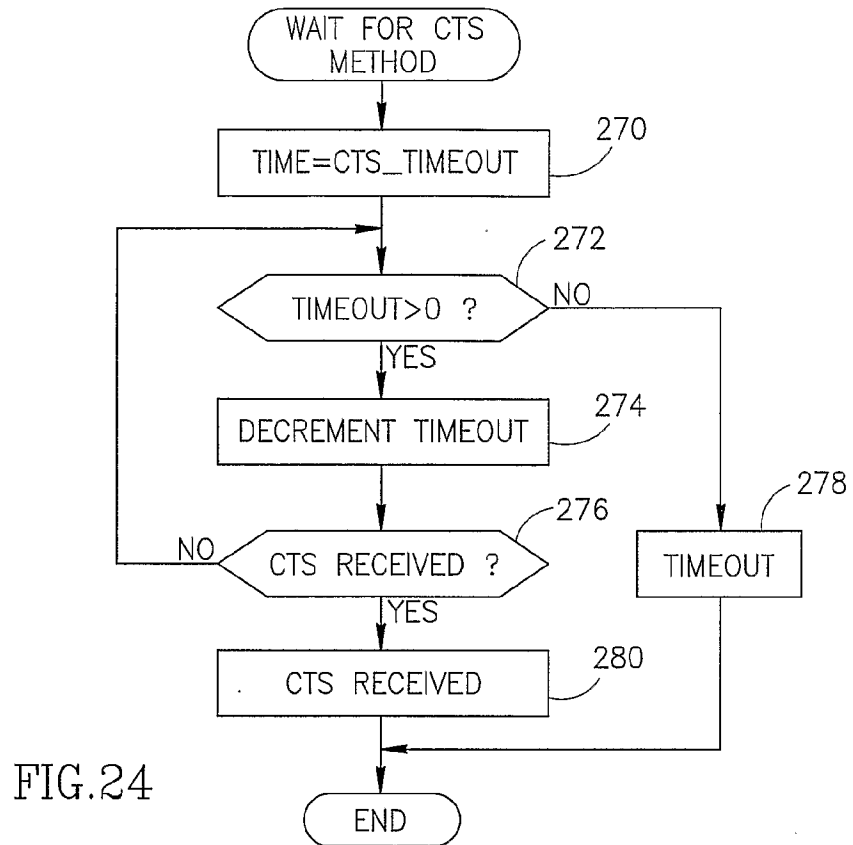 WAIT FOR CTS
METHOD
270
TIME=CTS_TIMEOUT
272
TIMEOUT>0 ?
NO
YES
274
DECREMENT TIMEOUT
278
276
NO
CTS RECEIVED ?
TIMEOUT
YES
280
CTS RECEIVED
FIG.24
END